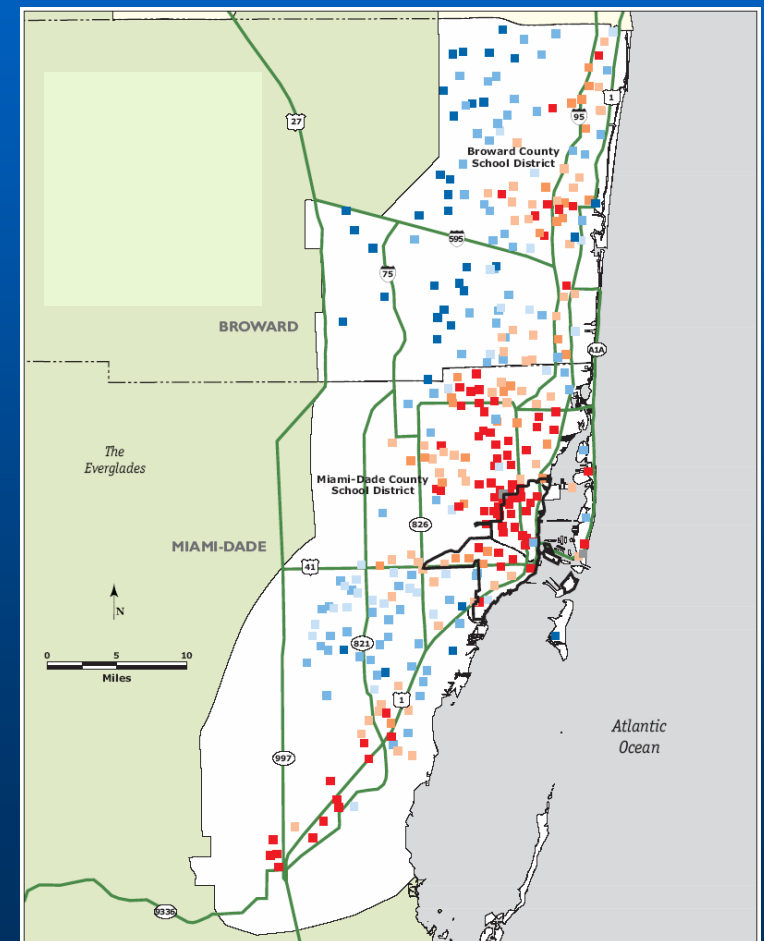 27
1
95
Broward County
School District
595
75
BROWARD
A1A
The
Everglades
Miami-Dade County
School District
826
MIAMI-DADE
41
N
0 5 10
Miles
821
1
Atlantic
Ocean
997
9336